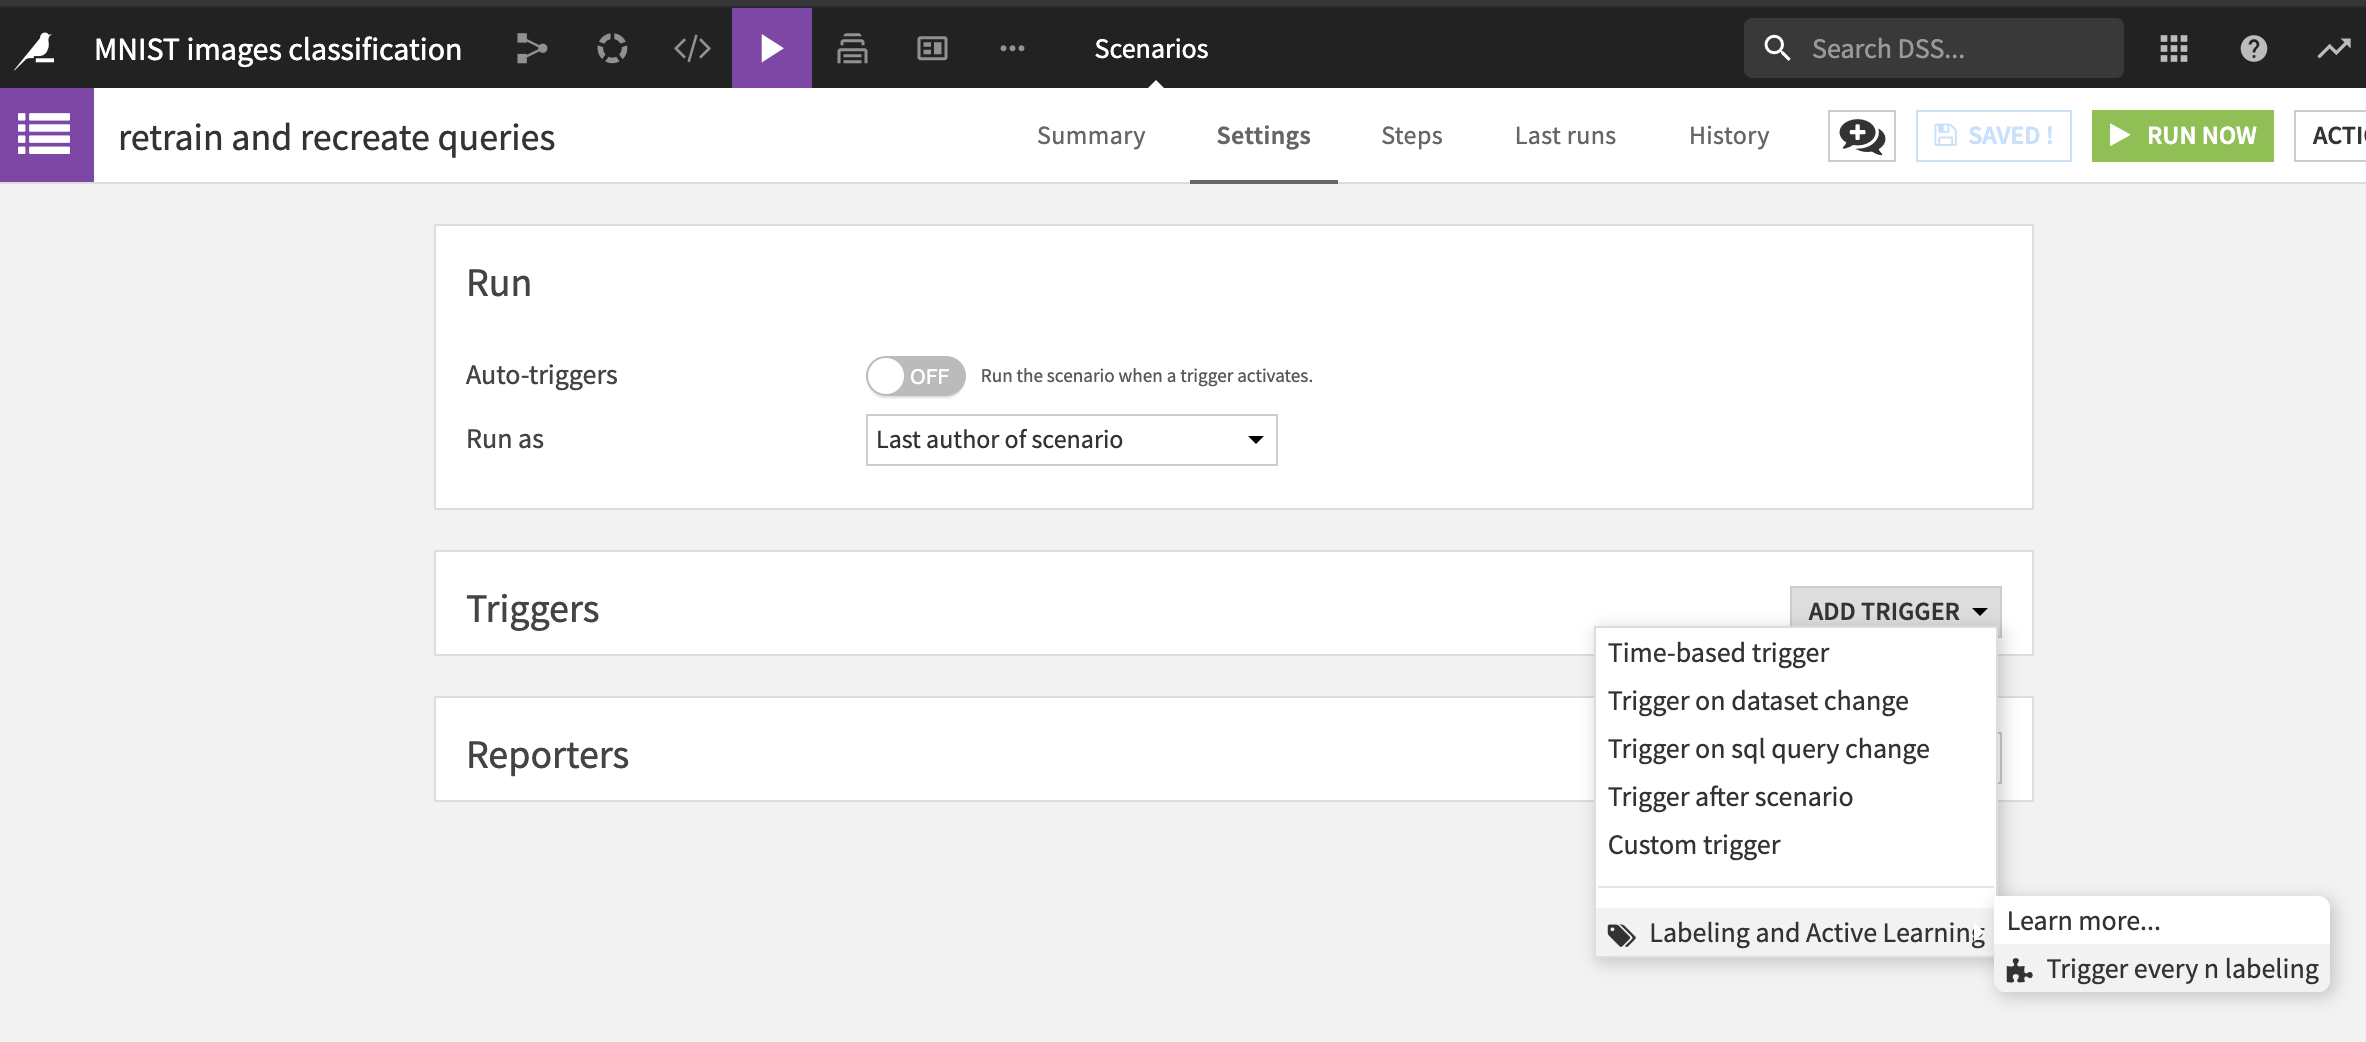 MNIST images classification
Scenarios
Search DSS...
retrain and recreate queries
Summary
Settings
Steps
Last runs
History
SAVED !
RUN NOW
ACTI
Run
Auto-triggers
OFF
Run the scenario when a trigger activates.
Run as
Last author of scenario
Triggers
ADD TRIGGER
Time-based trigger
Trigger on dataset change
Trigger on sql query change
Trigger after scenario
Custom trigger
Labeling and Active Learning
Learn more...
Trigger every n labeling
Reporters